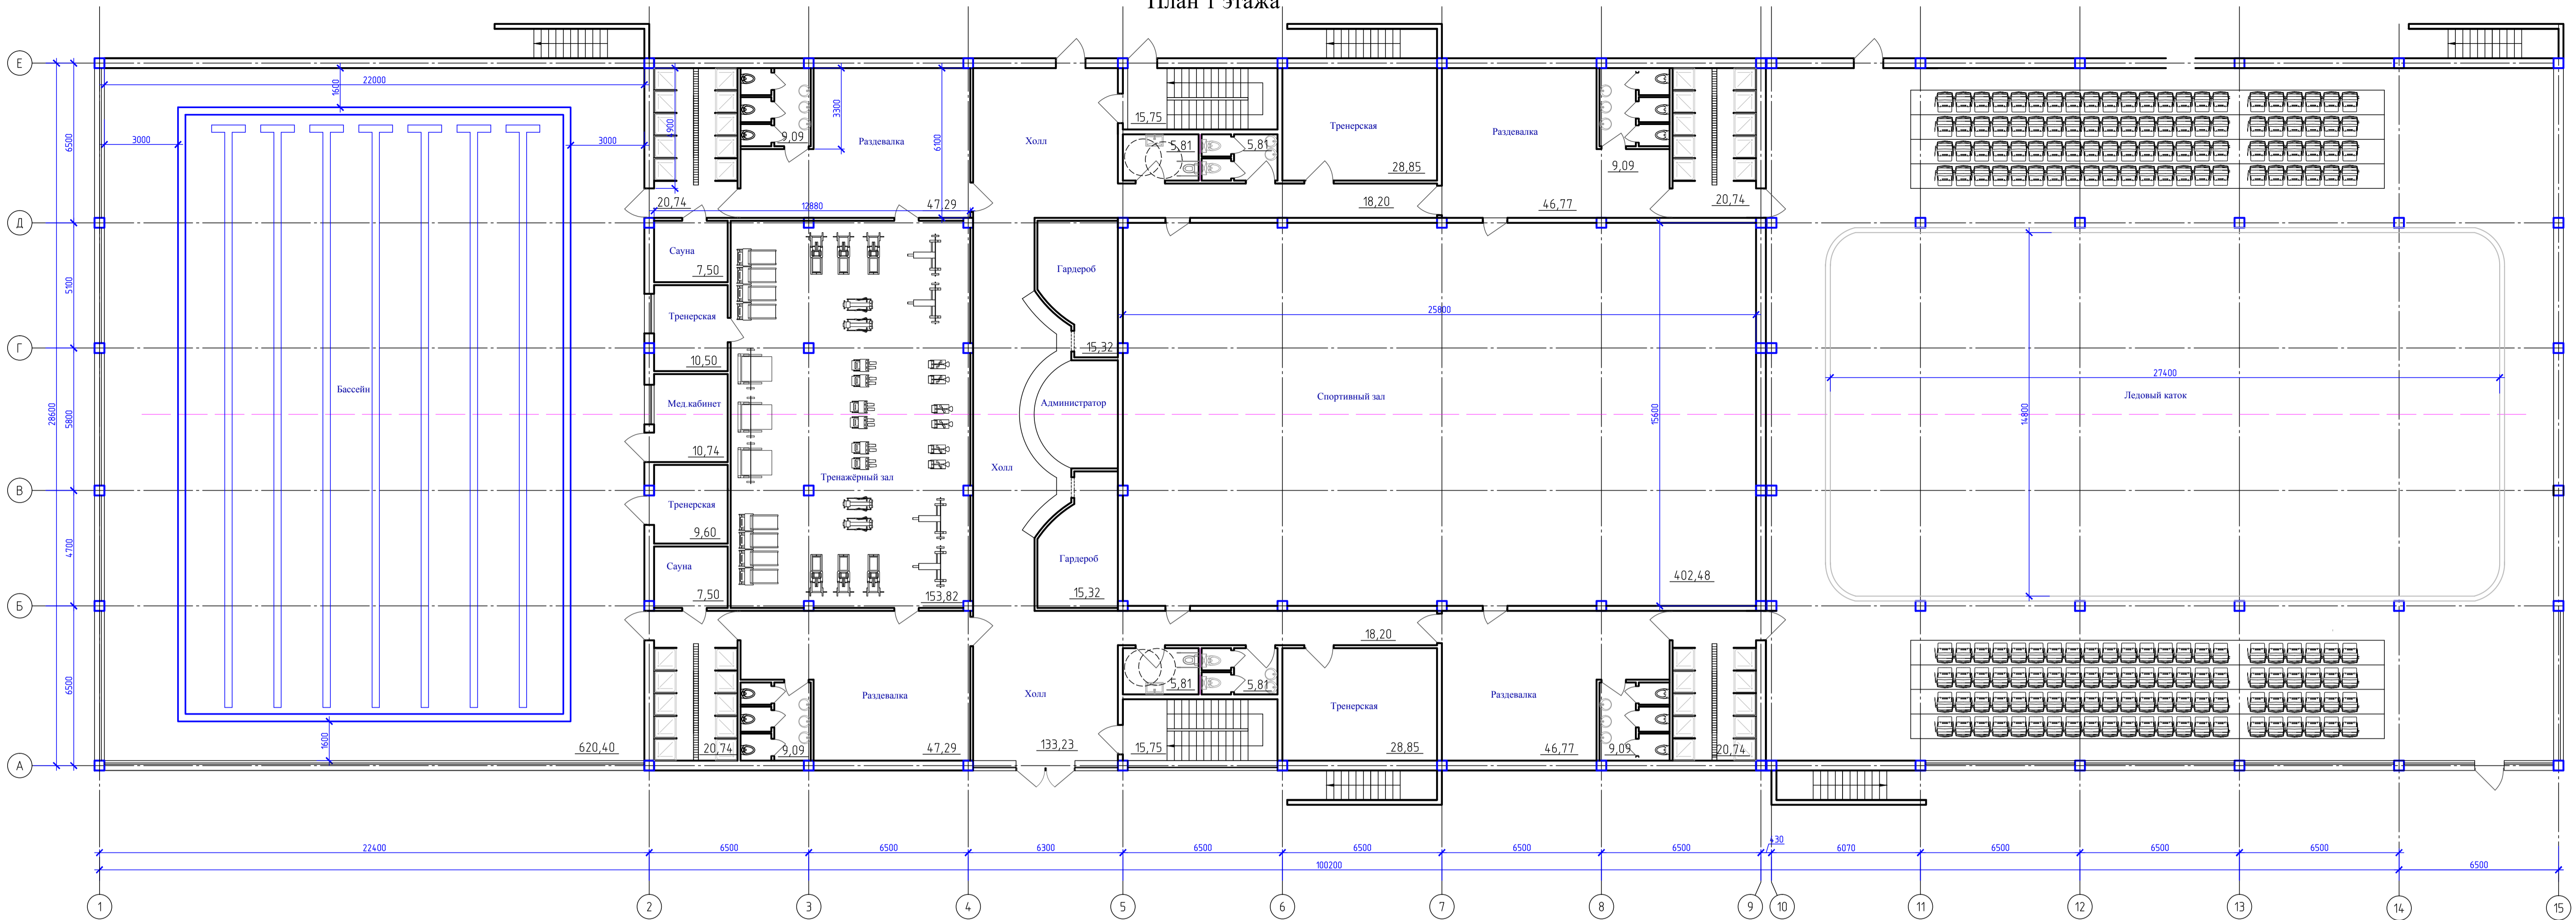 План 1 этажа
Е
22000
1600
6500
3000
3000
4900
9,09
3300
Раздевалка
6100
Холл
15,75
5,81
5,81
Тренерская
28,85
Раздевалка
9,09
20,74
12880
47,29
18,20
46,77
20,74
Д
Сауна
7,50
5100
Гардероб
Тренерская
10,50
15,32
25800
Г
27400
28600
5800
Бассейн
Мед.кабинет
10,74
Администратор
Спортивный зал
15600
14800
Ледовый каток
Холл
Тренажёрный зал
В
Тренерская
9,60
4700
Гардероб
Сауна
7,50
153,82
15,32
402,48
Б
18,20
6500
5,81
5,81
Раздевалка
Холл
Тренерская
Раздевалка
1600
620,40
20,74
9,09
47,29
133,23
15,75
28,85
46,77
9,09
20,74
А
22400
6500
6500
6300
6500
6500
6500
6500
430
6070
6500
6500
6500
100200
6500
1
2
3
4
5
6
7
8
9
10
11
12
13
14
15